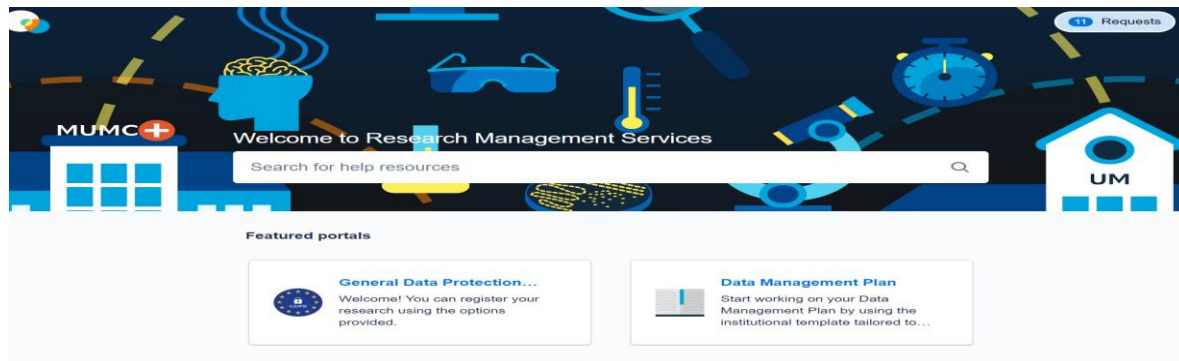 11 Requests
MUMC+
Welcome to Research Management Services
Search for help resources
UM
Featured portals
General Data Protection...
Welcome! You can register your
research using the options
provided.
GDPR
Data Management Plan
Start working on your Data
Management Plan by using the
institutional template tailored to...